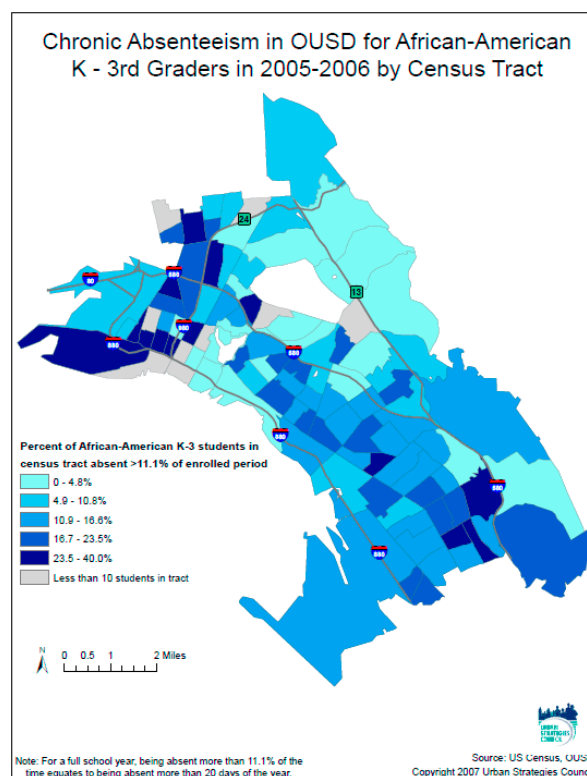 Chronic Absenteeism in OUSD for African-American
K - 3rd Graders in 2005-2006 by Census Tract
24
13
80
580
880
980
580
880
580
880
Percent of African-American K-3 students in
census tract absent >11.1% of enrolled period
0 - 4.8%
4.9 - 10.8%
10.9 - 16.6%
16.7 - 23.5%
23.5 - 40.0%
Less than 10 students in tract
N
0 0.5 1 2 Miles
URBAN
STRATEGIES
COUNCIL
Note: For a full school year, being absent more than 11.1% of the
time equates to being absent more than 20 days of the year.
Source: US Census, OUS
Copyright 2007 Urban Strategies Coun